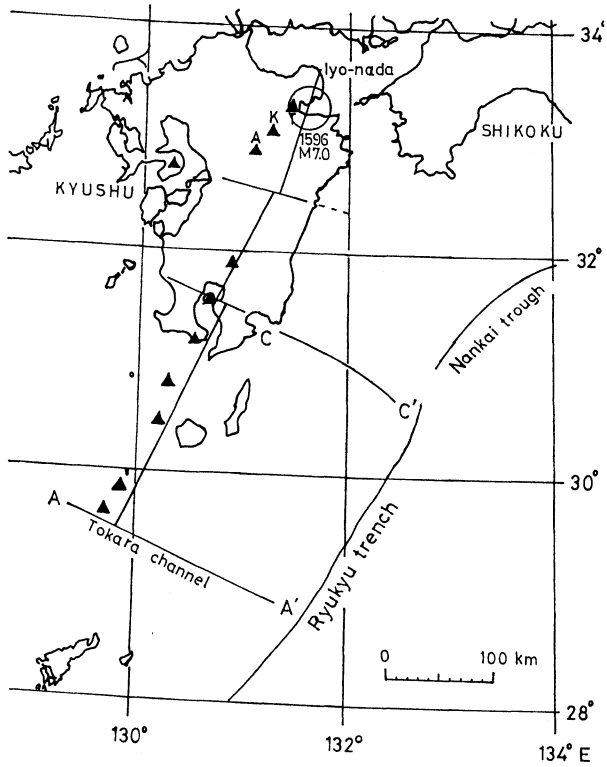 34°
Iyo-nada
K
A
1596
M7.0
SHIKOKU
KYUSHU
32°
Nankai trough
C
C'
30°
A
Tokara channel
A'
Ryukyu trench
0 100 km
28°
130° 132° 134° E